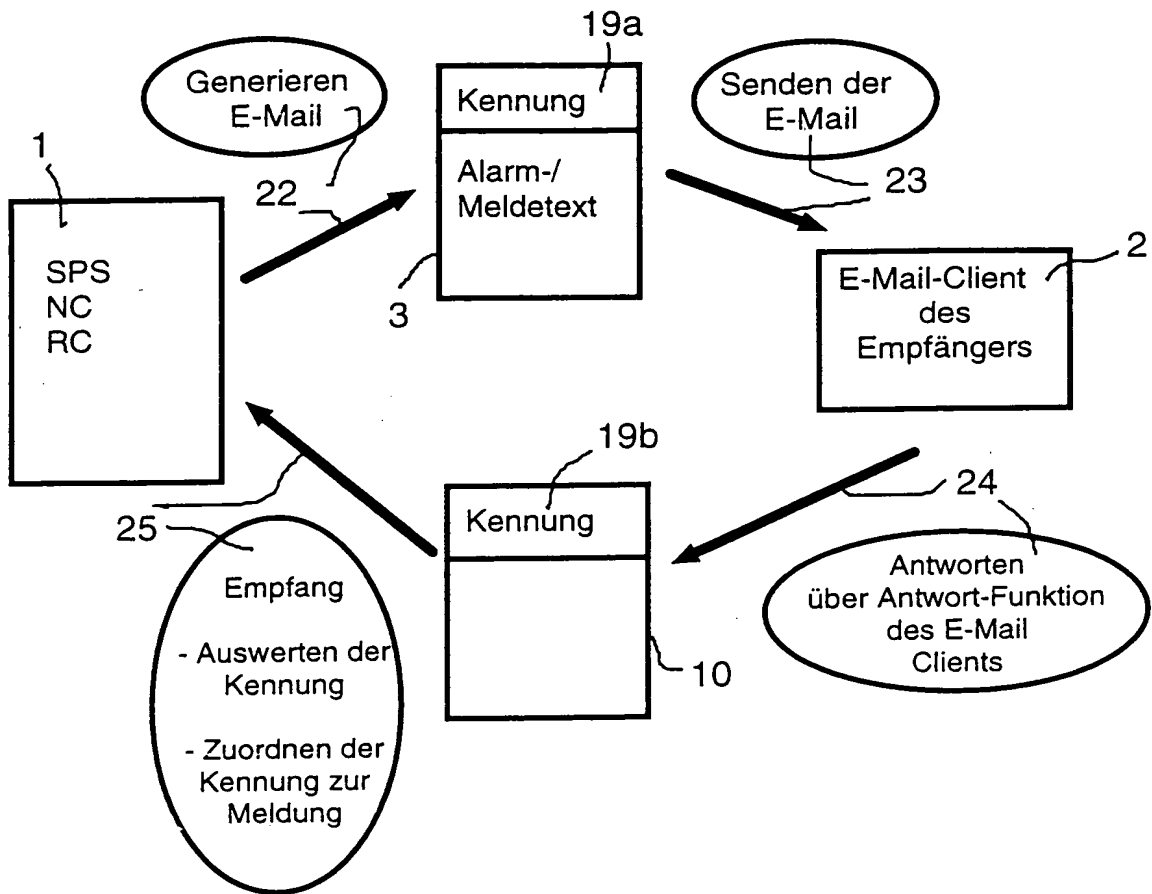 19a
Generieren
E-Mail
Kennung
Senden der
E-Mail
1
22
Alarm-/
Meldetext
23
SPS
NC
RC
3
2
E-Mail-Client
des
Empfängers
19b
Kennung
24
25
Empfang
- Auswerten der
Kennung
- Zuordnen der
Kennung zur
Meldung
10
Antworten
über Antwort-Funktion
des E-Mail
Clients